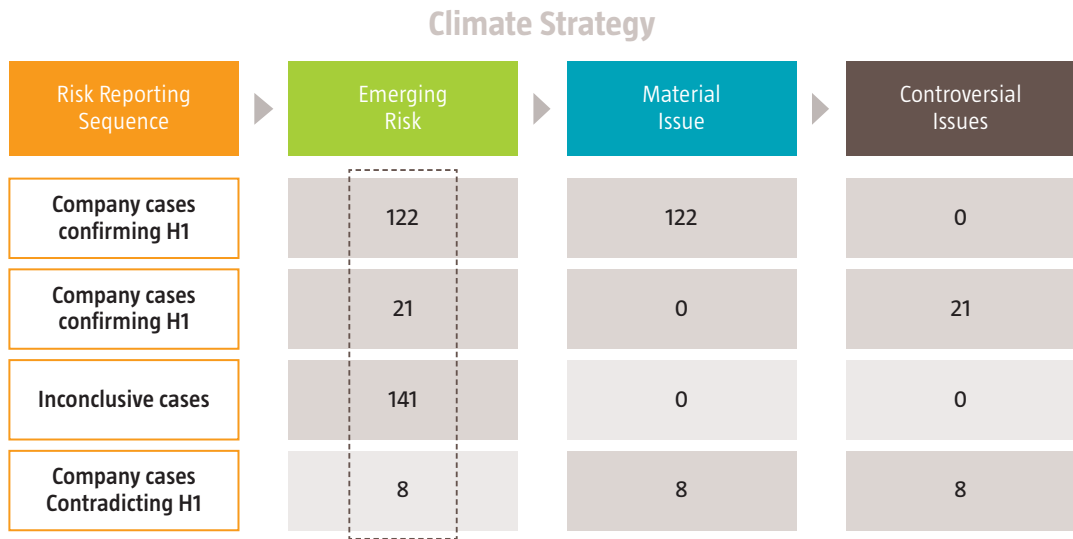 Climate Strategy
Risk Reporting
Sequence
Emerging
Risk
Material
Issue
Controversial
Issues
Company cases
confirming H1
122
122
0
Company cases
confirming H1
21
0
21
Inconclusive cases
141
0
0
Company cases
Contradicting H1
8
8
8